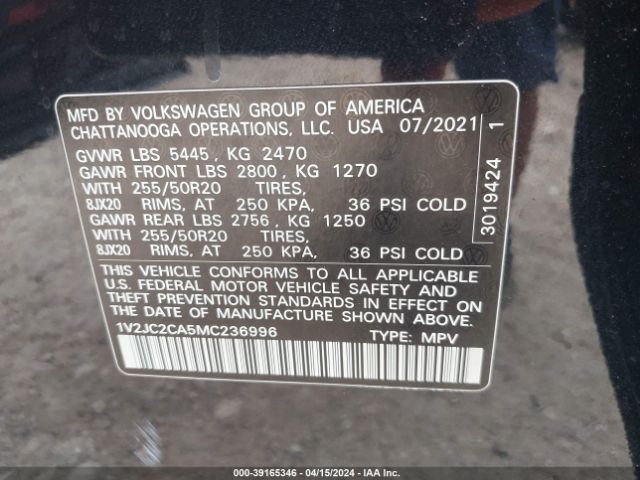 MFD BY VOLKSWAGEN GROUP OF AMERICA
CHATTANOOGA OPERATIONS, LLC. USA 07/2021
GVWR LBS 5445, KG 2470
GAWR FRONT LBS 2800, KG 1270
WITH 255/50R20 TIRES,
8JX20 RIMS, AT 250 KPA, 36 PSI COLD
GAWR REAR LBS 2756, KG 1250
WITH 255/50R20 TIRES,
8JX20 RIMS, AT 250 KPA, 36 PSI COLD
THIS VEHICLE CONFORMS TO ALL APPLICABLE
U.S. FEDERAL MOTOR VEHICLE SAFETY AND
THEFT PREVENTION STANDARDS IN EFFECT ON
THE DATE OF MANUFACTURE SHOWN ABOVE.
1V2JC2CA5MC236996 TYPE: MPV
3019424 1
000-39165346 - 04/15/2024 - IAA Inc.